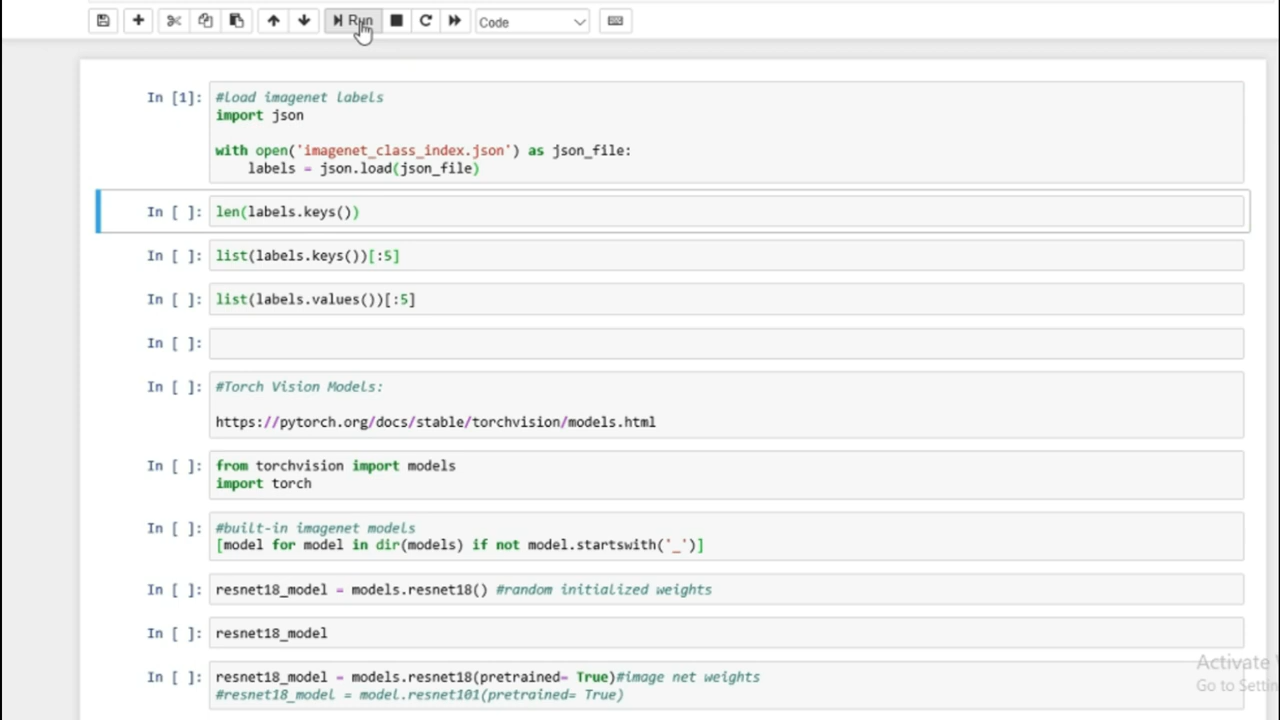 Run
Code
In [1]:
#load imagenet labels
import json
with open('imagenet_class_index.json') as json_file:
labels = json.load(json_file)
In [ ]:
len(labels.keys())
In [ ]:
list(labels.keys())[:5]
In [ ]:
list(labels.values())[:5]
In [ ]:
In [ ]:
#Torch Vision Models:
https://pytorch.org/docs/stable/torchvision/models.html
In [ ]:
from torchvision import models
import torch
In [ ]:
#built-in imagenet models
[model for model in dir(models) if not model.startswith('_')]
In [ ]:
resnet18_model = models.resnet18() #random initialized weights
In [ ]:
resnet18_model
In [ ]:
resnet18_model = models.resnet18(pretrained= True)#image net weights
#resnet18_model = model.resnet101(pretrained= True)
Activate
Go to